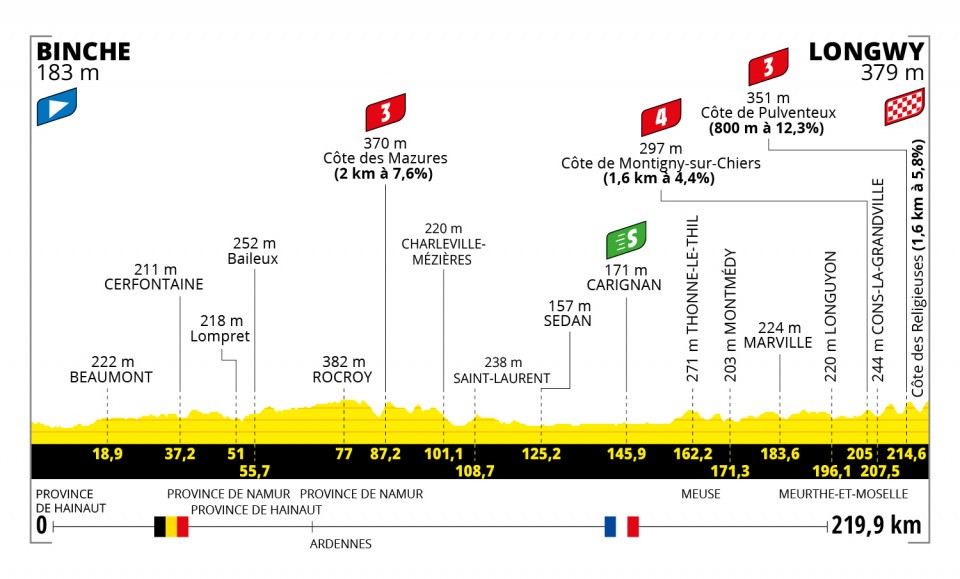 BINCHE
183 m
LONGWY
379 m
3
351 m
Côte de Pulventeux
(800 m à 12,3%)
3
370 m
Côte des Mazures
(2 km à 7,6%)
4
297 m
Côte de Montigny-sur-Chiers
(1,6 km à 4,4%)
Côte des Religieuses (1,6 km à 5,8%)
252 m
Baileux
220 m
CHARLEVILLE-
MÉZIÈRES
S
171 m
CARIGNAN
211 m
CERFONTAINE
218 m
Lompret
157 m
SEDAN
222 m
BEAUMONT
382 m
ROCROY
238 m
SAINT-LAURENT
271 m THONNE-LE-THIL
203 m MONTMÉDY
224 m
MARVILLE
220 m LONGUYON
244 m CONS-LA-GRANDVILLE
18,9 37,2 51 77 87,2 101,1 125,2 145,9 162,2 183,6 205 214,6
55,7 108,7 171,3 196,1 207,5
PROVINCE
DE HAINAUT
PROVINCE DE NAMUR PROVINCE DE NAMUR MEUSE MEURTHE-ET-MOSELLE
PROVINCE DE HAINAUT
0 219,9 km
ARDENNES